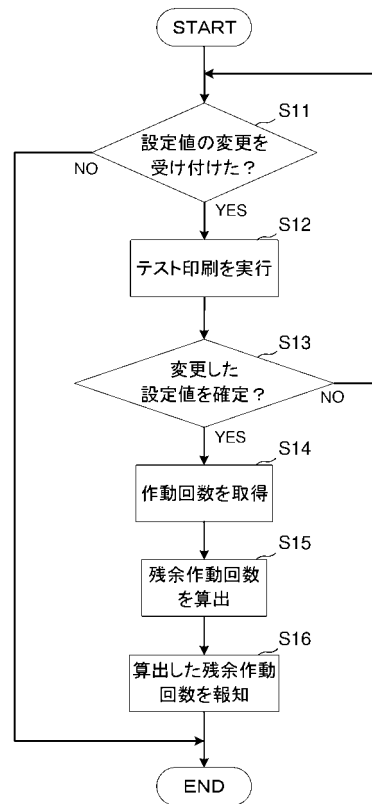 START
S11
設定値の変更を
受け付けた？
NO
YES
S12
テスト印刷を実行
S13
変更した
設定値を確定？
NO
YES
S14
作動回数を取得
S15
残余作動回数
を算出
S16
算出した残余作動
回数を報知
END